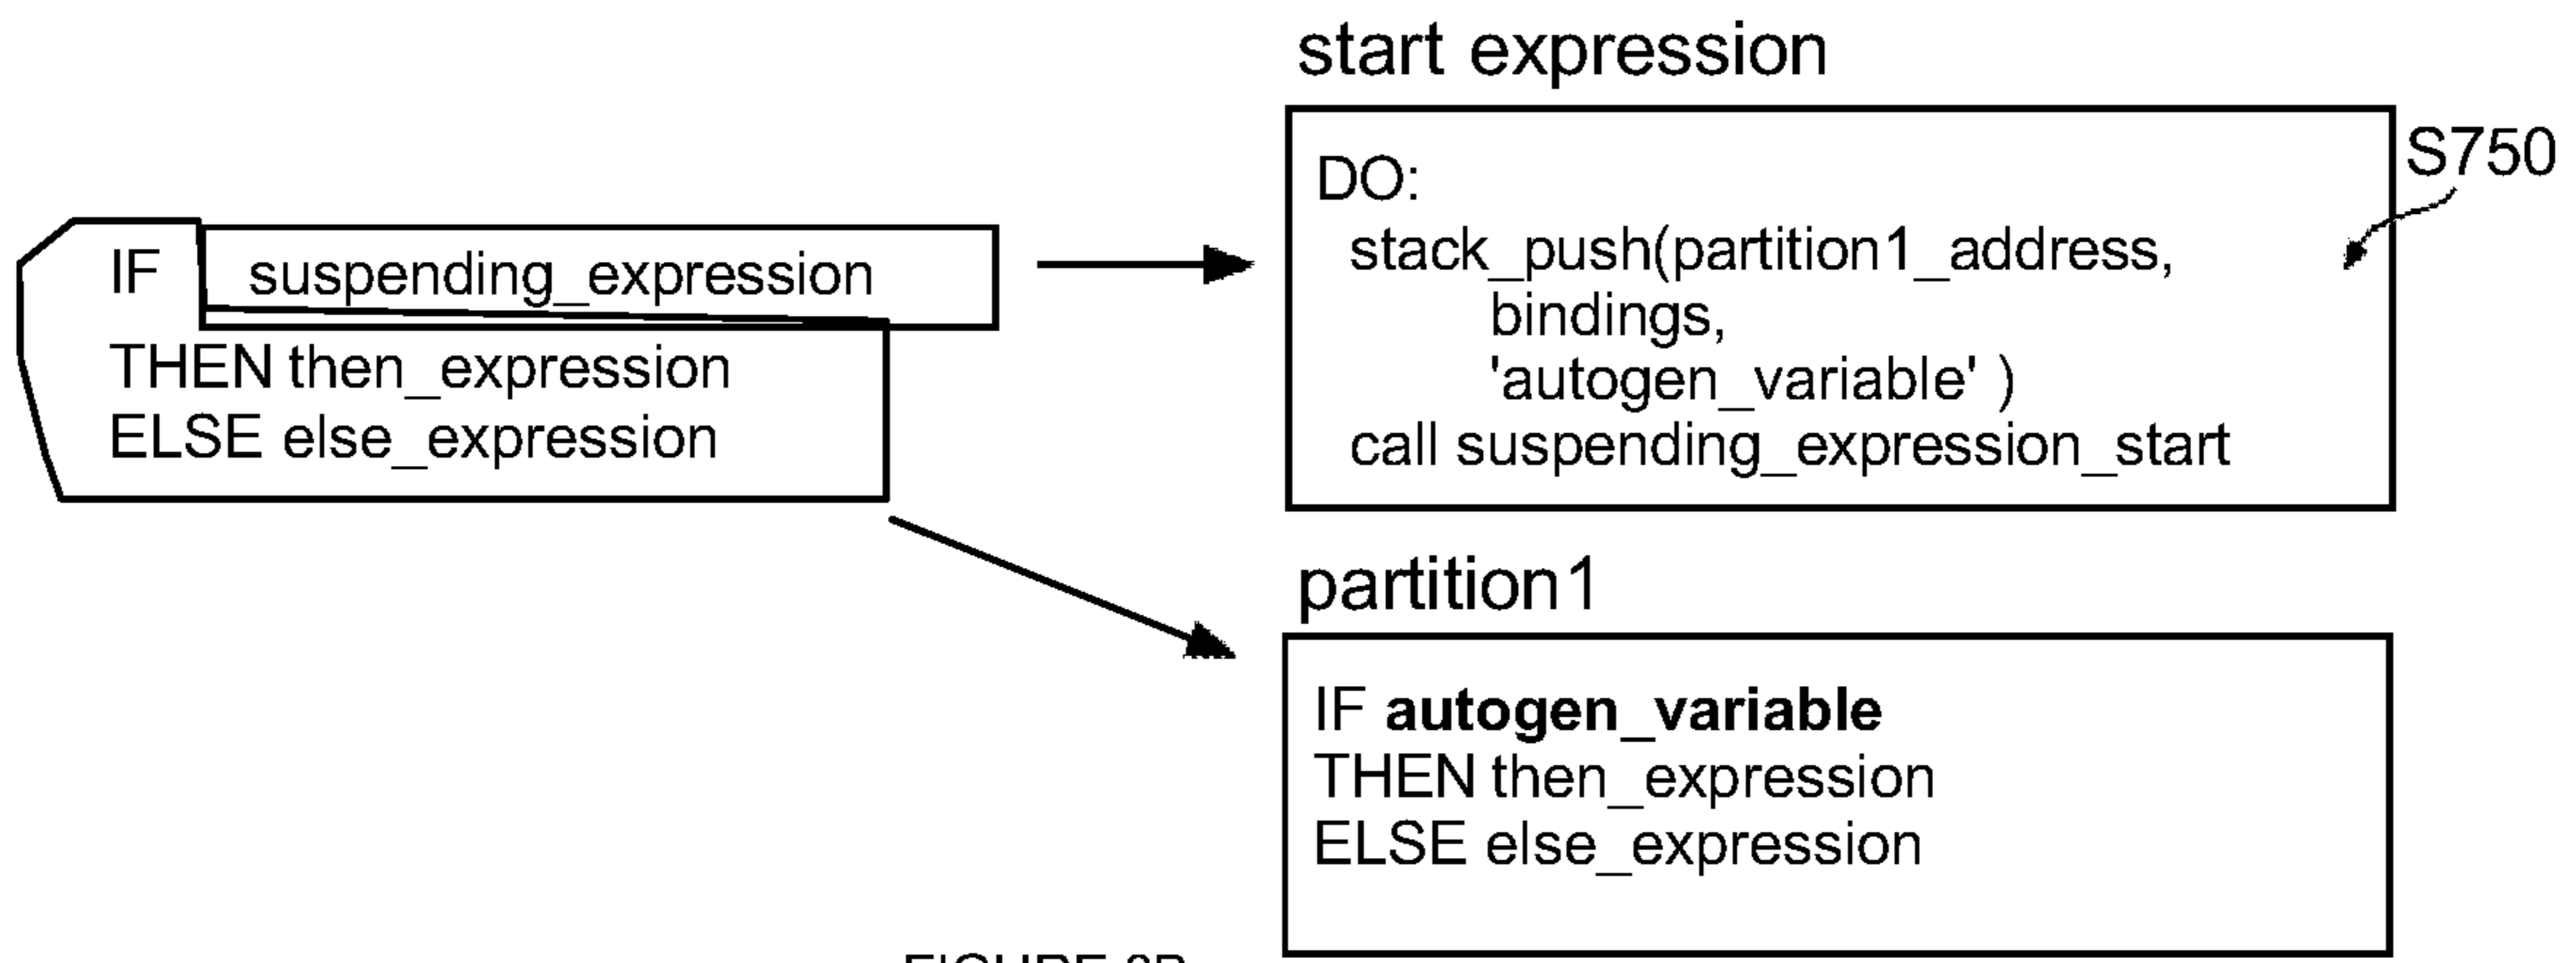 IF suspending_expression
THEN then_expression
ELSE else_expression
start expression
DO:
stack_push(partition1_address,
bindings,
'autogen_variable' )
call suspending_expression_start
S750
partition1
IF autogen_variable
THEN then_expression
ELSE else_expression
FIGURE